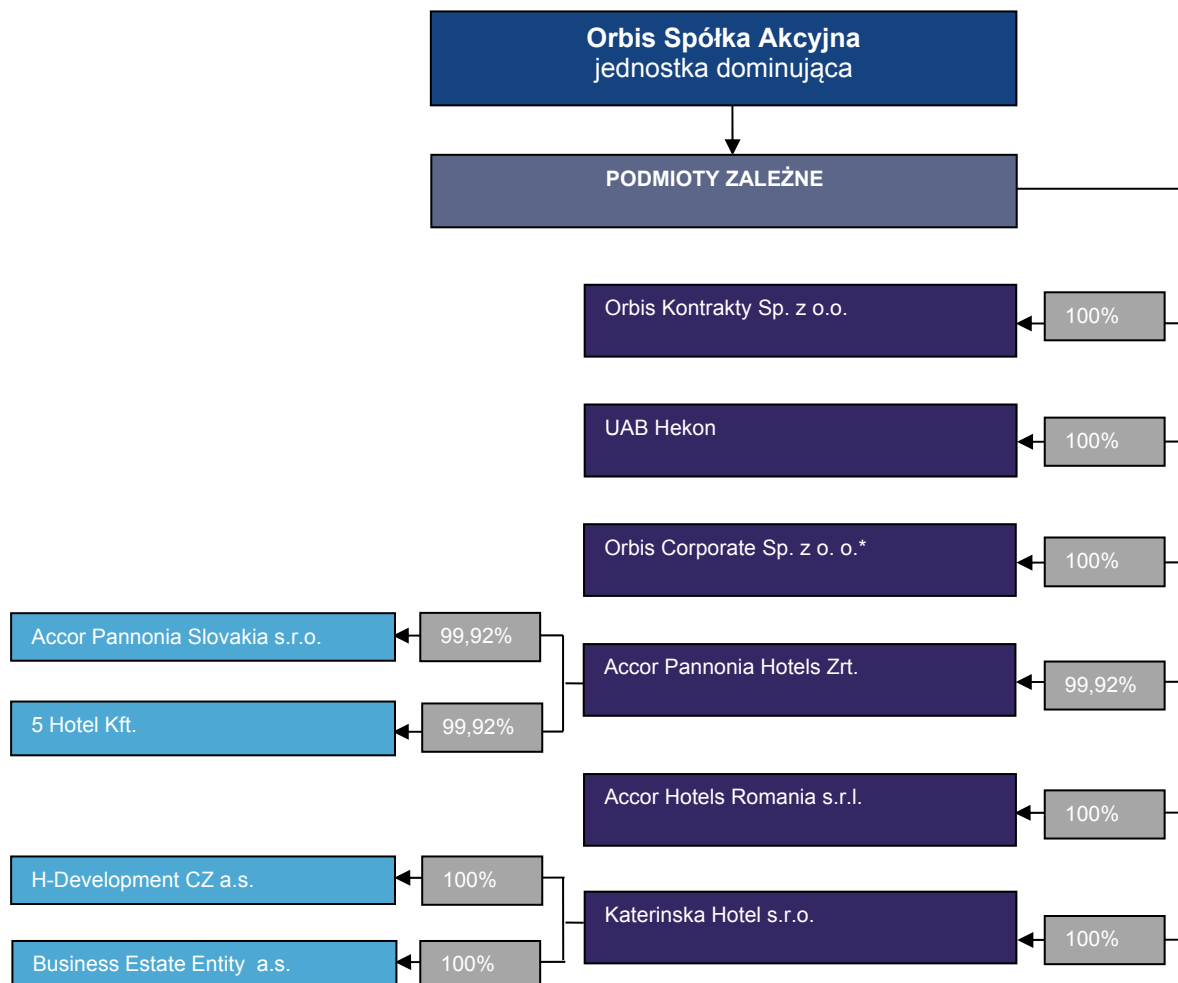 Orbis Spółka Akcyjna
jednostka dominująca
PODMIOTY ZALEŻNE
Orbis Kontrakty Sp. z o.o.
100%
UAB Hekon
100%
Orbis Corporate Sp. z o. o.*
100%
Accor Pannonia Slovakia s.r.o.
99,92%
Accor Pannonia Hotels Zrt.
99,92%
5 Hotel Kft.
99,92%
Accor Hotels Romania s.r.l.
100%
H-Development CZ a.s.
100%
Katerinska Hotel s.r.o.
100%
Business Estate Entity  a.s.
100%